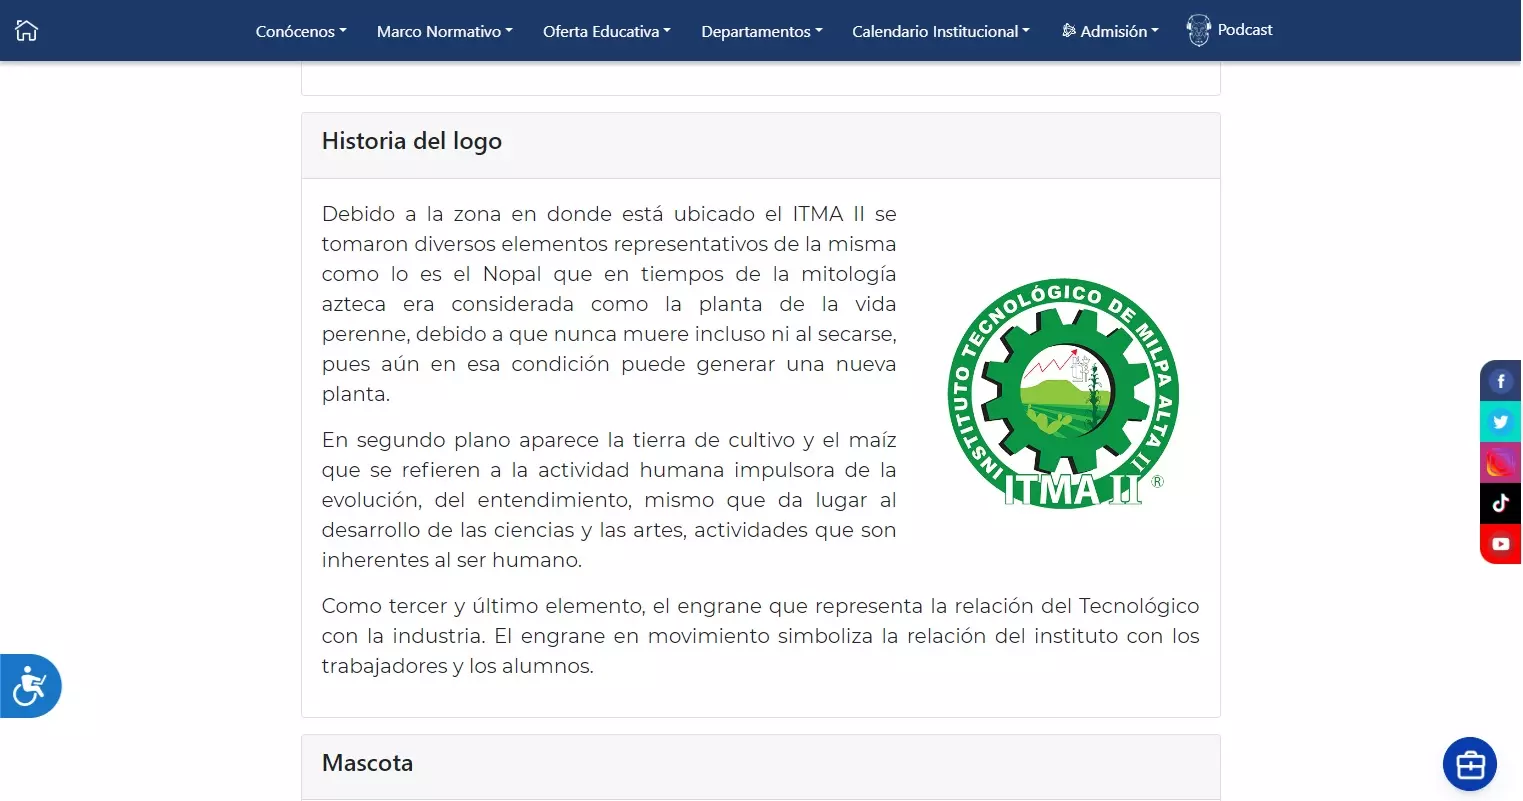 Conócenos Marco Normativo Oferta Educativa Departamentos Calendario Institucional Admisión Podcast
Historia del logo
Debido a la zona en donde está ubicado el ITMA II se
tomaron diversos elementos representativos de la misma
como lo es el Nopal que en tiempos de la mitología
azteca era considerada como la planta de la vida
perenne, debido a que nunca muere incluso ni al secarse,
pues aún en esa condición puede generar una nueva
planta.
En segundo plano aparece la tierra de cultivo y el maíz
que se refieren a la actividad humana impulsora de la
evolución, del entendimiento, mismo que da lugar al
desarrollo de las ciencias y las artes, actividades que son
inherentes al ser humano.
INSTITUTO TECNOLÓGICO DE MILPA ALTA II
ITMA II ®
Como tercer y último elemento, el engrane que representa la relación del Tecnológico
con la industria. El engrane en movimiento simboliza la relación del instituto con los
trabajadores y los alumnos.
Mascota